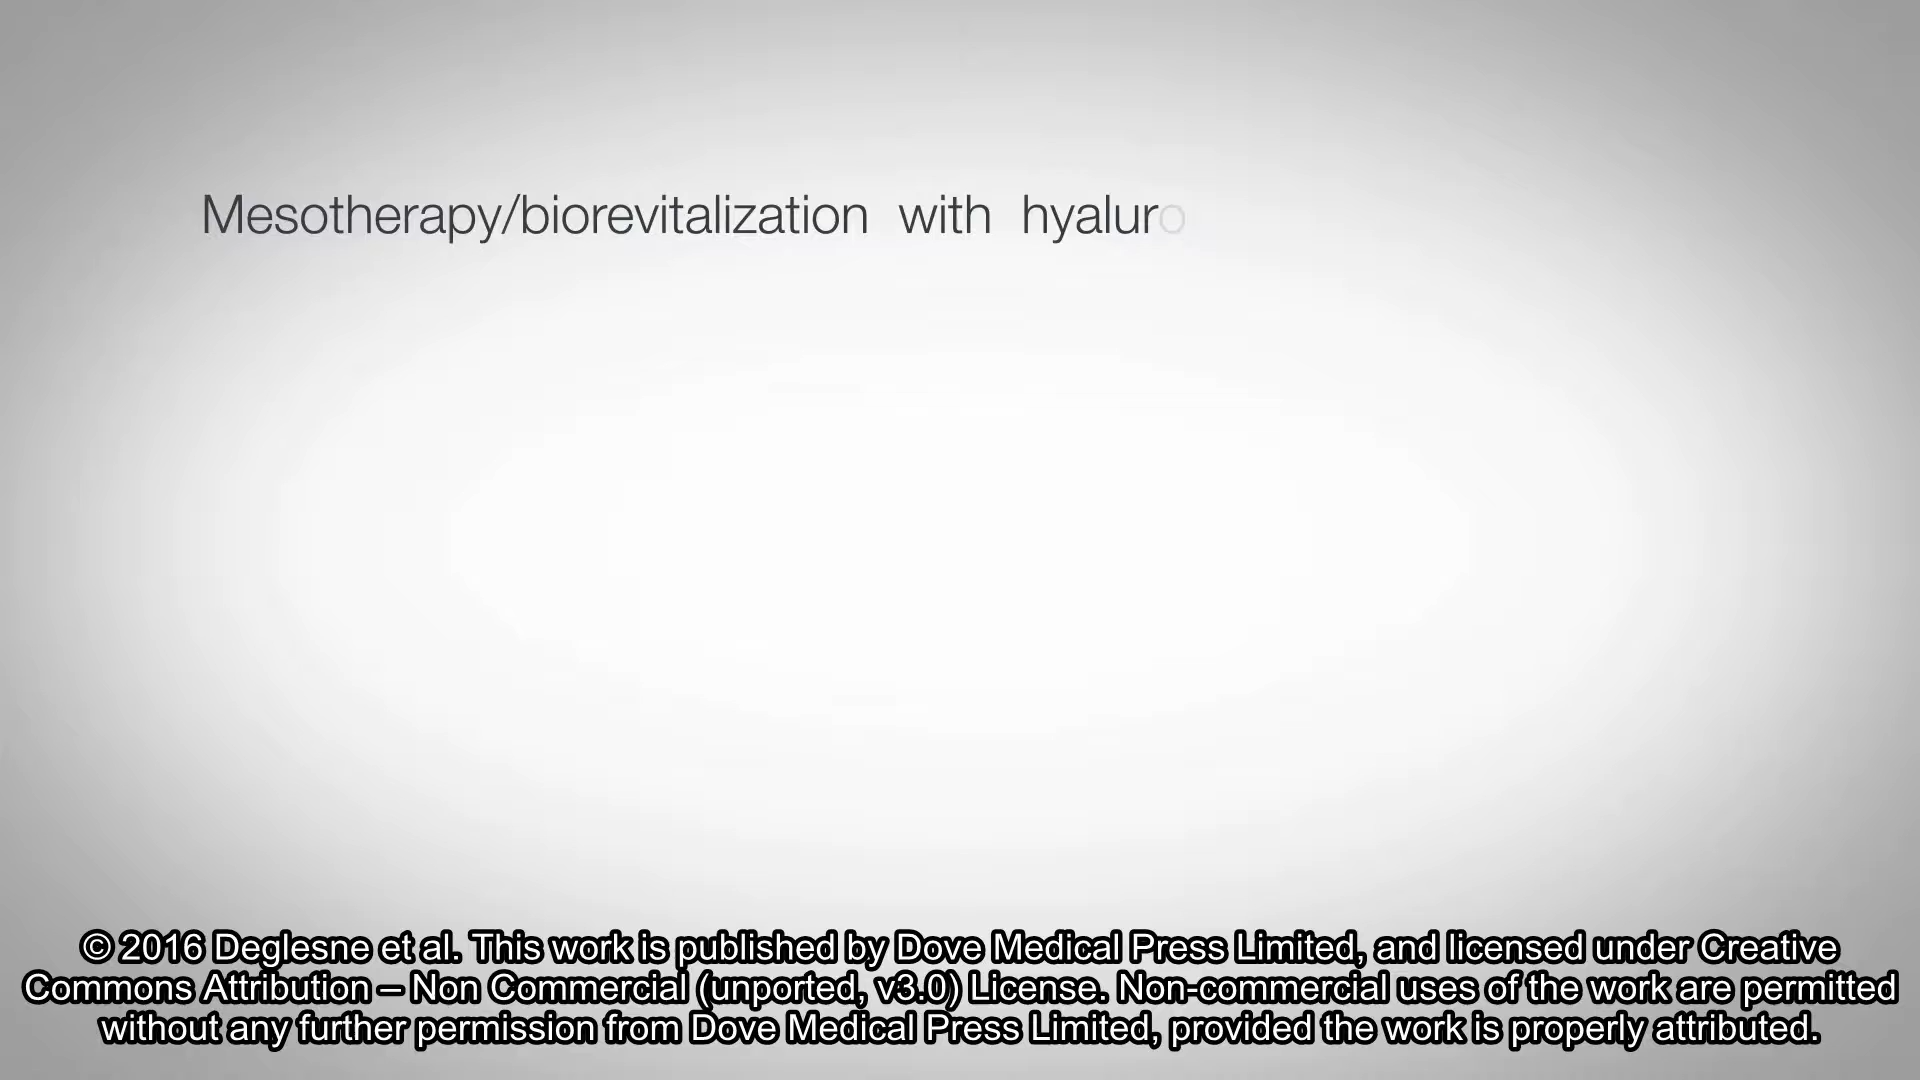 Mesotherapy/biorevitalization with hyaluro
© 2016 Deglesne et al. This work is published by Dove Medical Press Limited, and licensed under Creative
Commons Attribution – Non Commercial (unported, v3.0) License. Non-commercial uses of the work are permitted
without any further permission from Dove Medical Press Limited, provided the work is properly attributed.